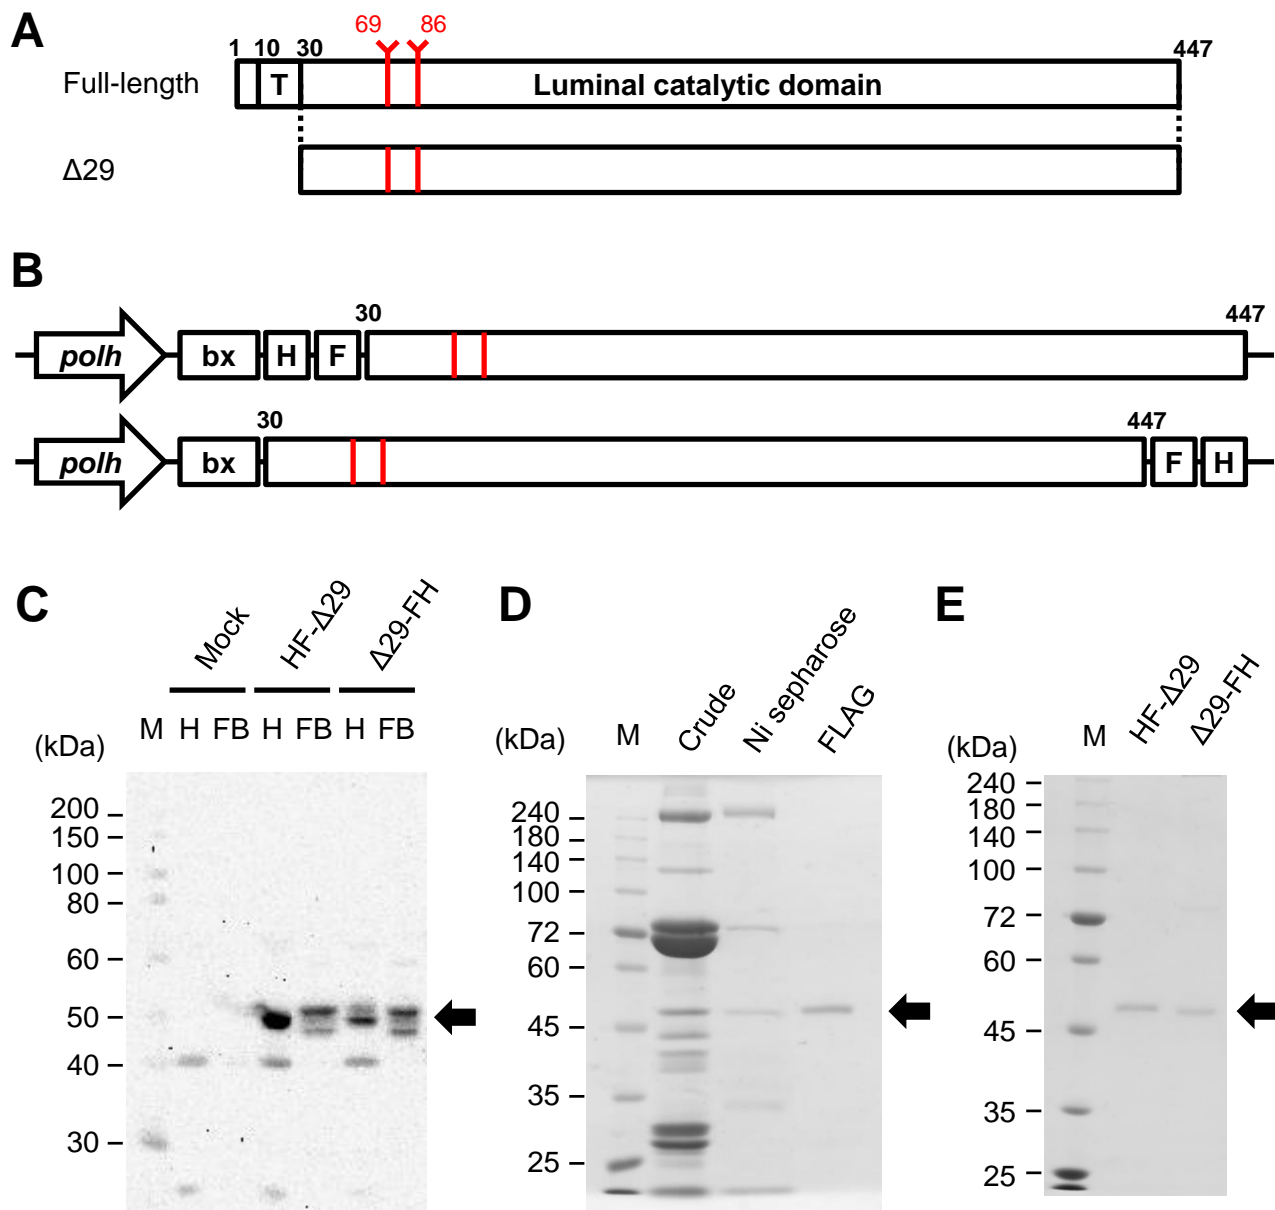 A
69 86
1 10 30 447
Full-length T Luminal catalytic domain
Δ29
B
30 447
polh bx H F
30 447
polh bx F H
C
Mock HF-Δ29 Δ29-FH
(kDa) M H FB H FB H FB
200
150
100
80
60
50
40
30
D
(kDa) M Crude Ni sepharose FLAG
240
180
140
100
72
60
45
35
25
E
(kDa) M HF-Δ29 Δ29-FH
240
180
140
100
72
60
45
35
25